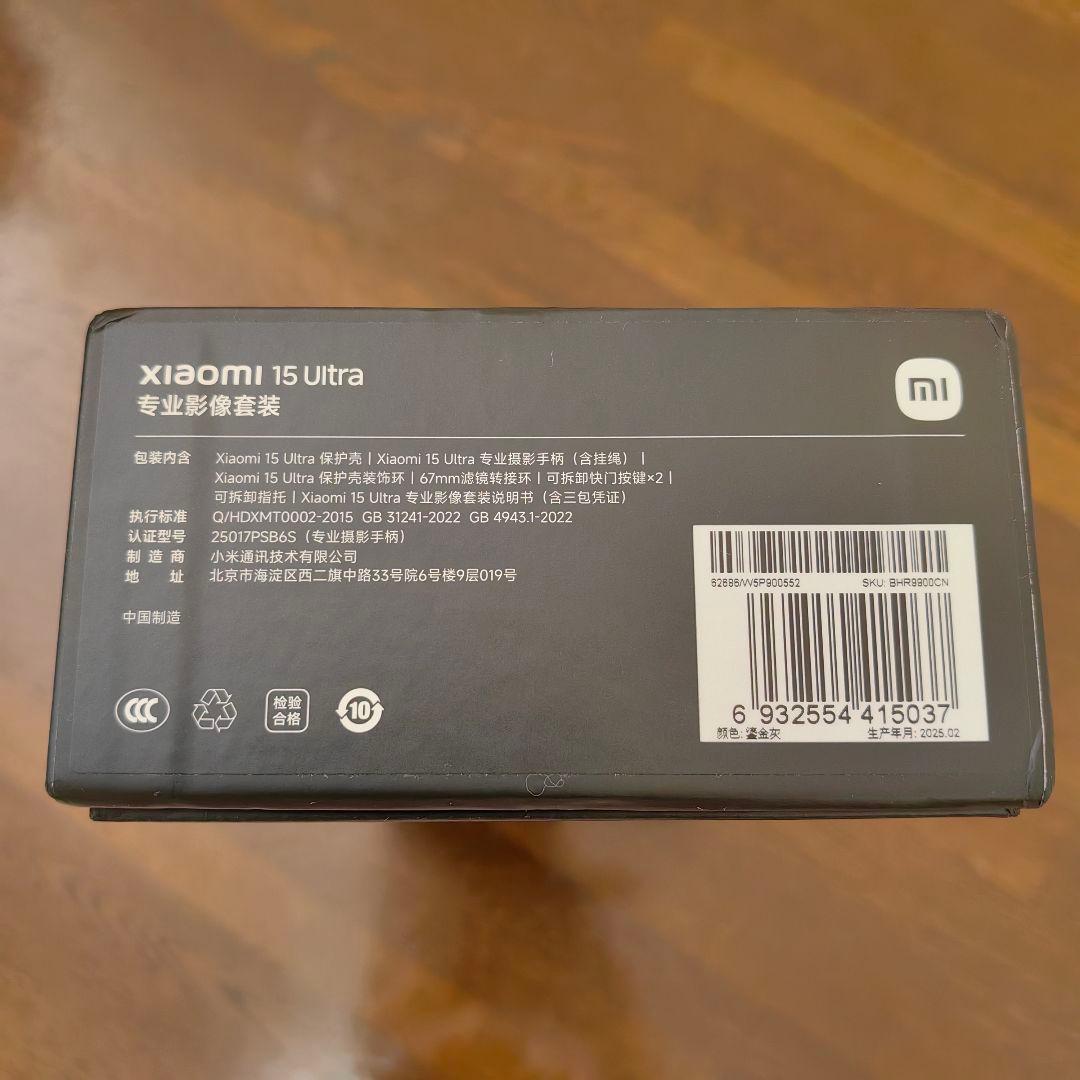 xiaomi 15 Ultra
专业影像套装
mi
包装内含 Xiaomi 15 Ultra 保护壳 | Xiaomi 15 Ultra 专业摄影手柄（含挂绳） |
Xiaomi 15 Ultra 保护壳装饰环 | 67mm滤镜转接环 | 可拆卸快门按键×2 |
可拆卸指托 | Xiaomi 15 Ultra 专业影像套装说明书（含三包凭证）
执行标准 Q/HDXMT0002-2015 GB 31241-2022 GB 4943.1-2022
认证型号 25017PSB6S（专业摄影手柄）
制造商 小米通讯技术有限公司
地址 北京市海淀区西二旗中路33号院6号楼9层019号
中国制造
CCC
检验
合格
10
62696/W5P900552 SKU: BHR9900CN
6 932554 415037
颜色: 鎏金灰 生产年月: 2025.02